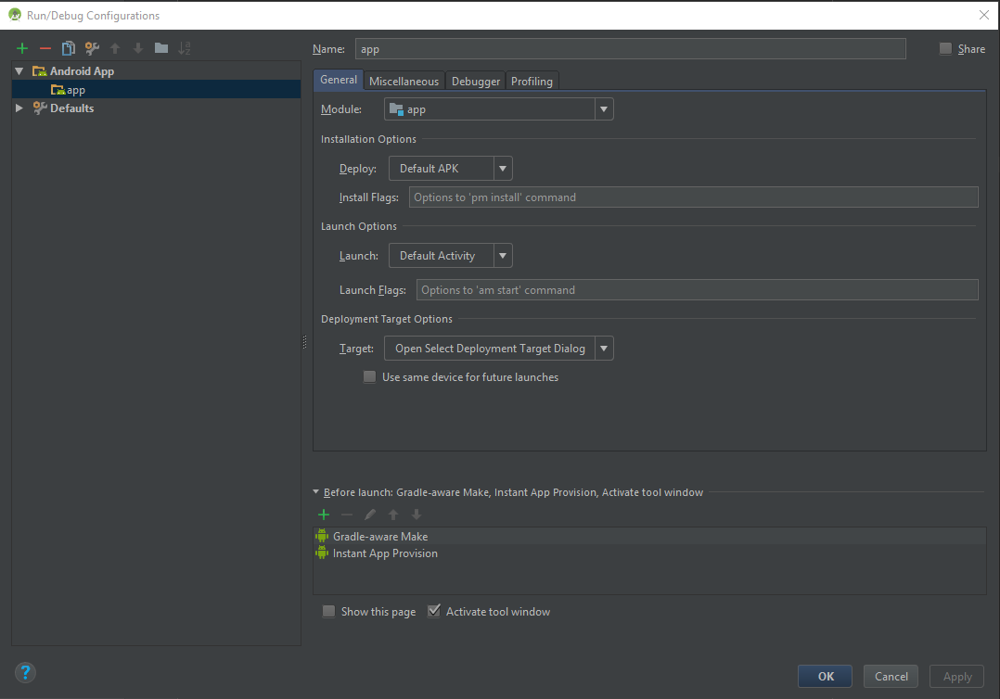 Run/Debug Configurations
Name: app Share
Android App
app
Defaults
General Miscellaneous Debugger Profiling
Module: app
Installation Options
Deploy: Default APK
Install Flags: Options to 'pm install' command
Launch Options
Launch: Default Activity
Launch Flags: Options to 'am start' command
Deployment Target Options
Target: Open Select Deployment Target Dialog
Use same device for future launches
Before launch: Gradle-aware Make, Instant App Provision, Activate tool window
Gradle-aware Make
Instant App Provision
Show this page Activate tool window
? OK Cancel Apply